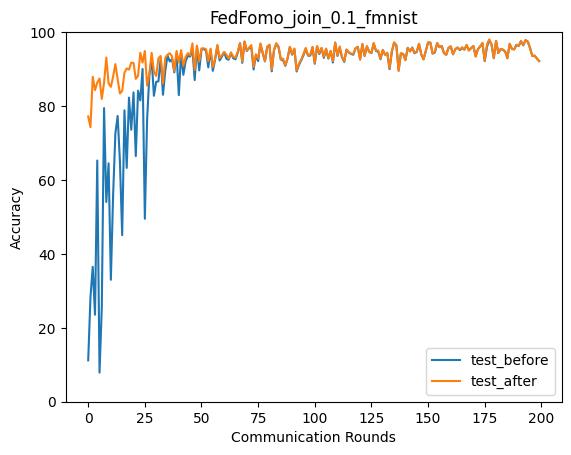 FedFomo_join_0.1_fmnist
100
80
60
40
20
0
Accuracy
0 25 50 75 100 125 150 175 200
Communication Rounds
test_before
test_after